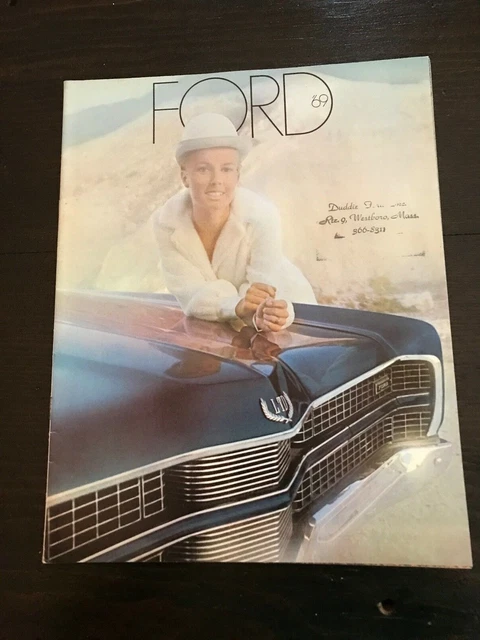 FORD '69
Duddie
Rte 9, Westboro, Mass.
366-5311
LTD